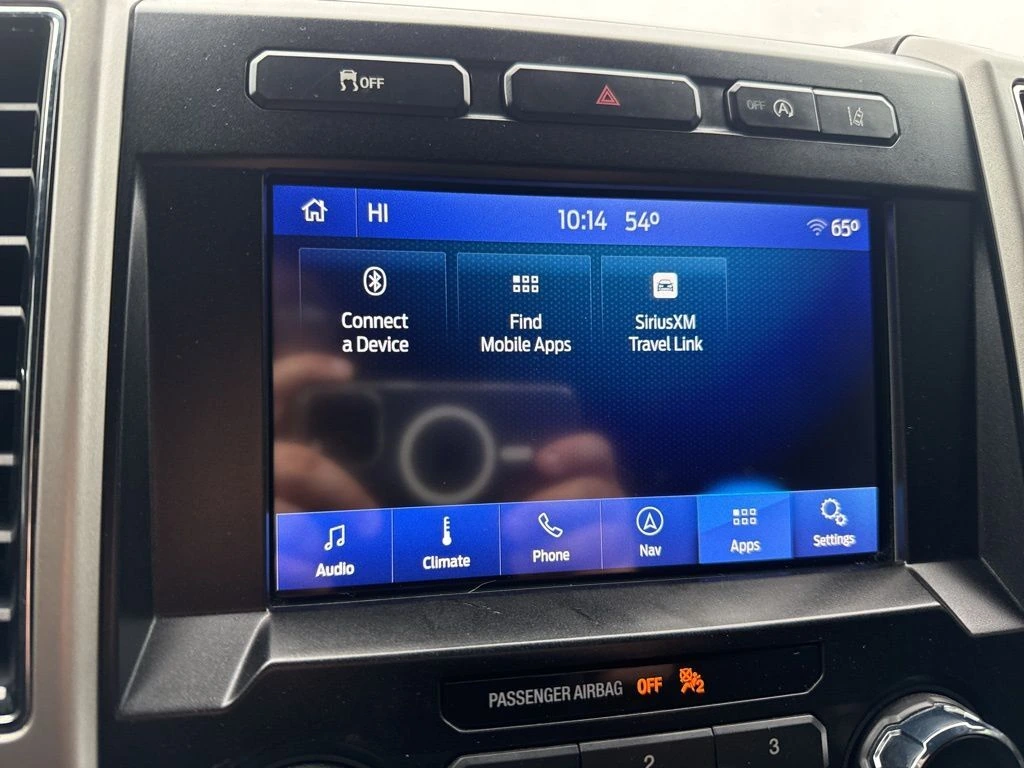 OFF
OFF A
HI 10:14 54° 65°
Connect
a Device
Find
Mobile Apps
SiriusXM
Travel Link
Audio
Climate
Phone
Nav
Apps
Settings
PASSENGER AIRBAG OFF 2
2
3